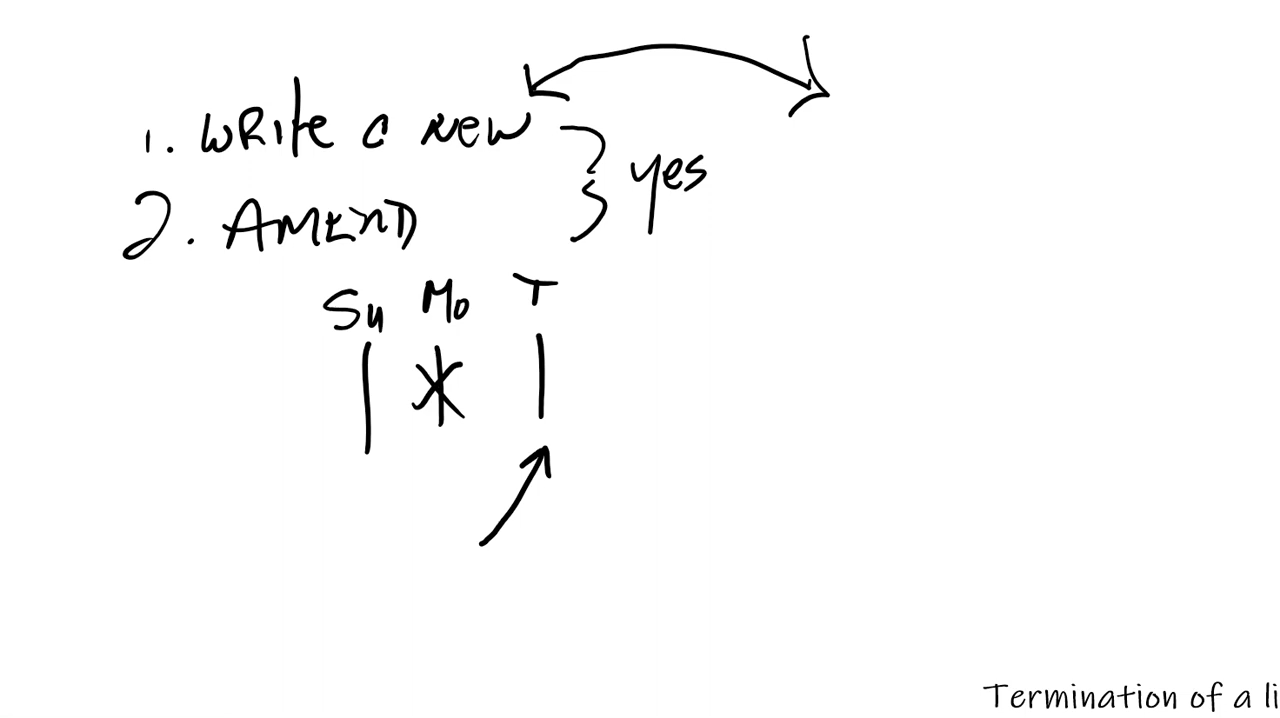 1. WRite a New
2. AMEND
yes
Su Mo T
Termination of a li